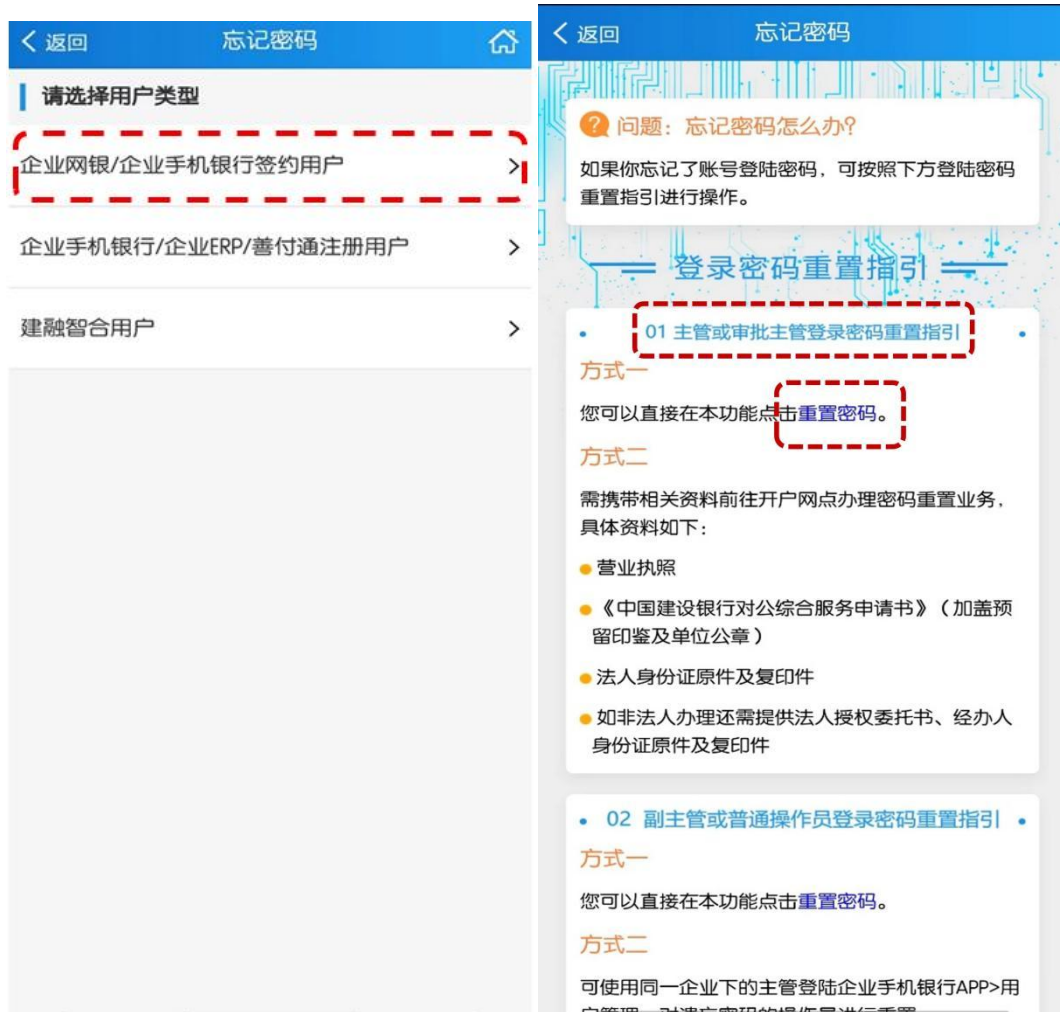 返回
忘记密码
请选择用户类型
企业网银/企业手机银行签约用户
企业手机银行/企业ERP/善付通注册用户
建融智合用户
返回
忘记密码
问题：忘记密码怎么办？
如果你忘记了账号登陆密码，可按照下方登陆密码
重置指引进行操作。
登录密码重置指引
01 主管或审批主管登录密码重置指引
方式一
您可以直接在本功能点击重置密码。
方式二
需携带相关资料前往开户网点办理密码重置业务，
具体资料如下：
营业执照
《中国建设银行对公综合服务申请书》（加盖预
留印鉴及单位公章）
法人身份证原件及复印件
如非法人办理还需提供法人授权委托书、经办人
身份证原件及复印件
02 副主管或普通操作员登录密码重置指引
方式一
您可以直接在本功能点击重置密码。
方式二
可使用同一企业下的主管登陆企业手机银行APP>用